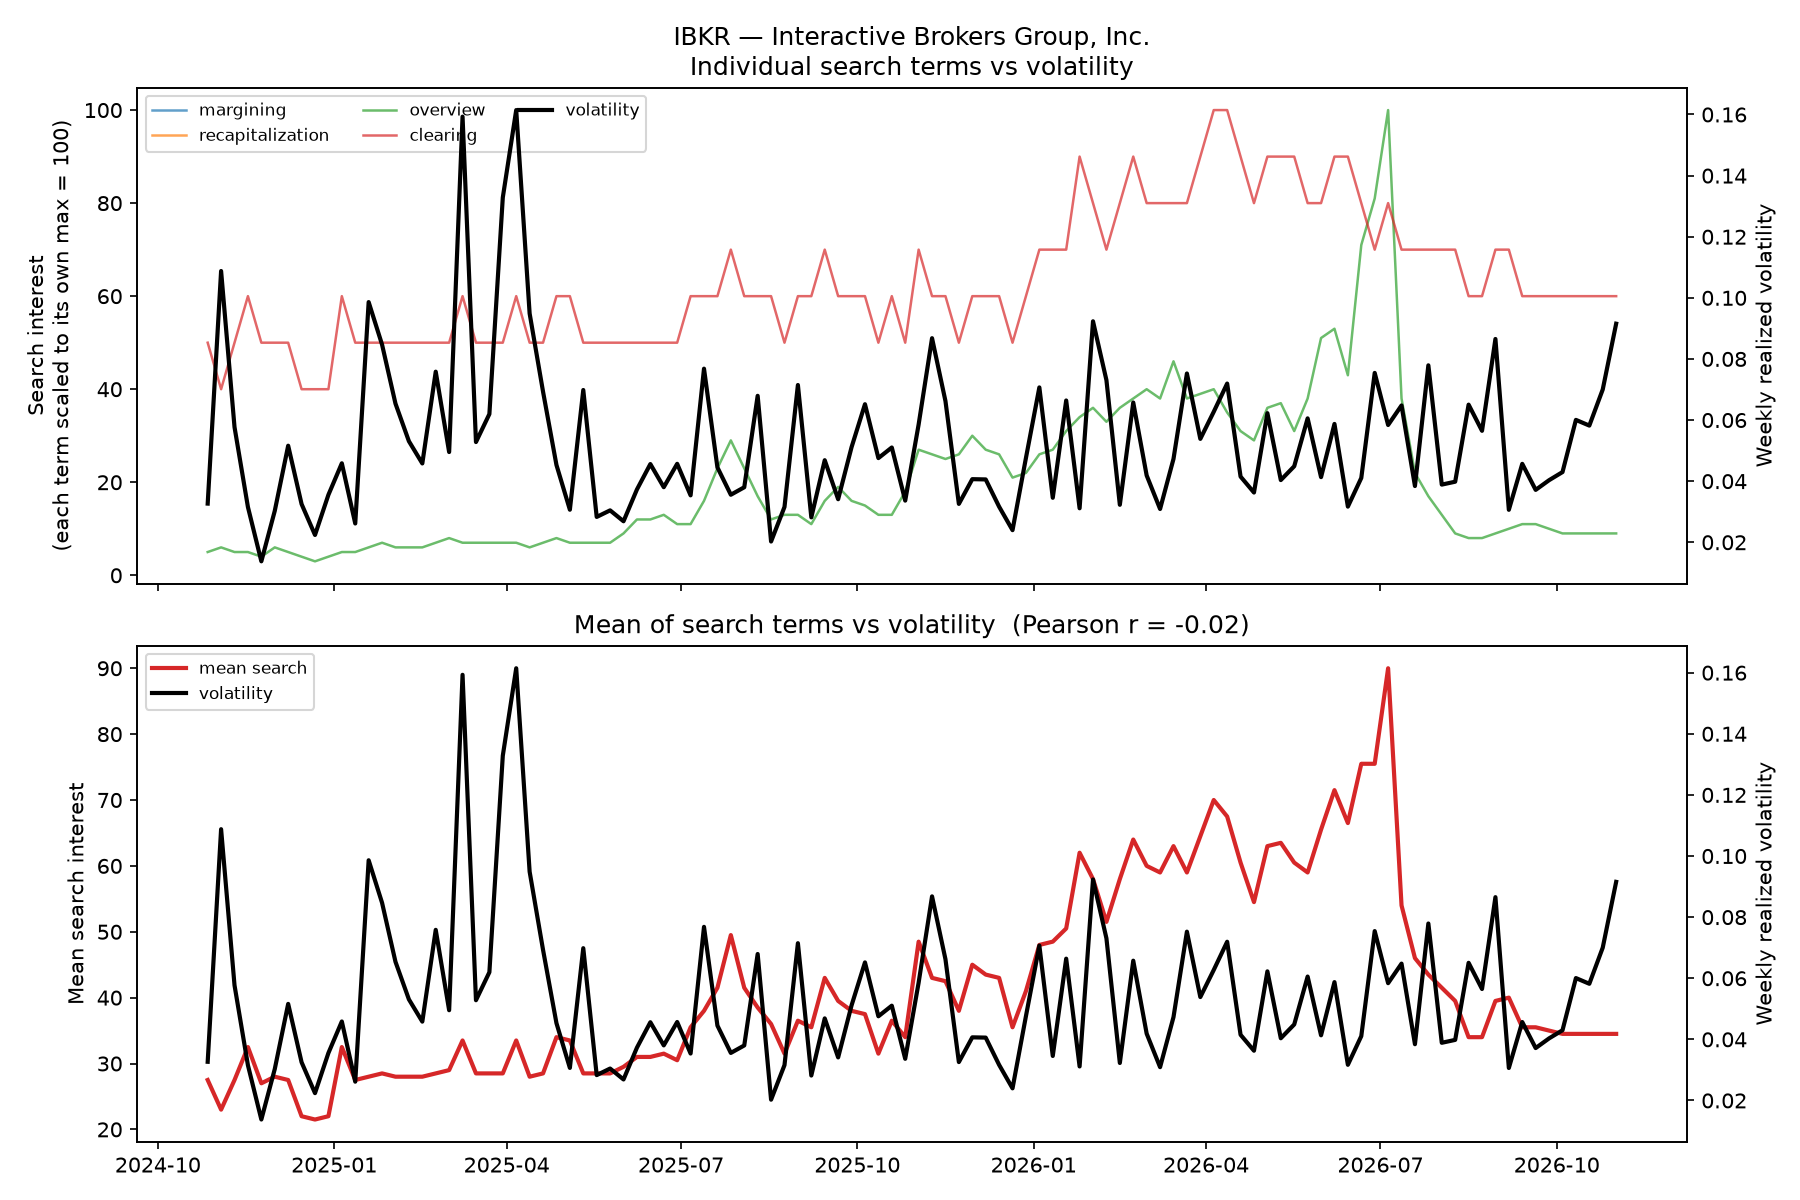 IBKR — Interactive Brokers Group, Inc.
Individual search terms vs volatility
margining
recapitalization
overview
clearing
volatility
Search interest
(each term scaled to its own max = 100)
100
80
60
40
20
0
0.16
0.14
0.12
0.10
0.08
0.06
0.04
0.02
Weekly realized volatility
Mean of search terms vs volatility (Pearson r = -0.02)
mean search
volatility
Mean search interest
90
80
70
60
50
40
30
20
0.16
0.14
0.12
0.10
0.08
0.06
0.04
0.02
Weekly realized volatility
2024-10 2025-01 2025-04 2025-07 2025-10 2026-01 2026-04 2026-07 2026-10